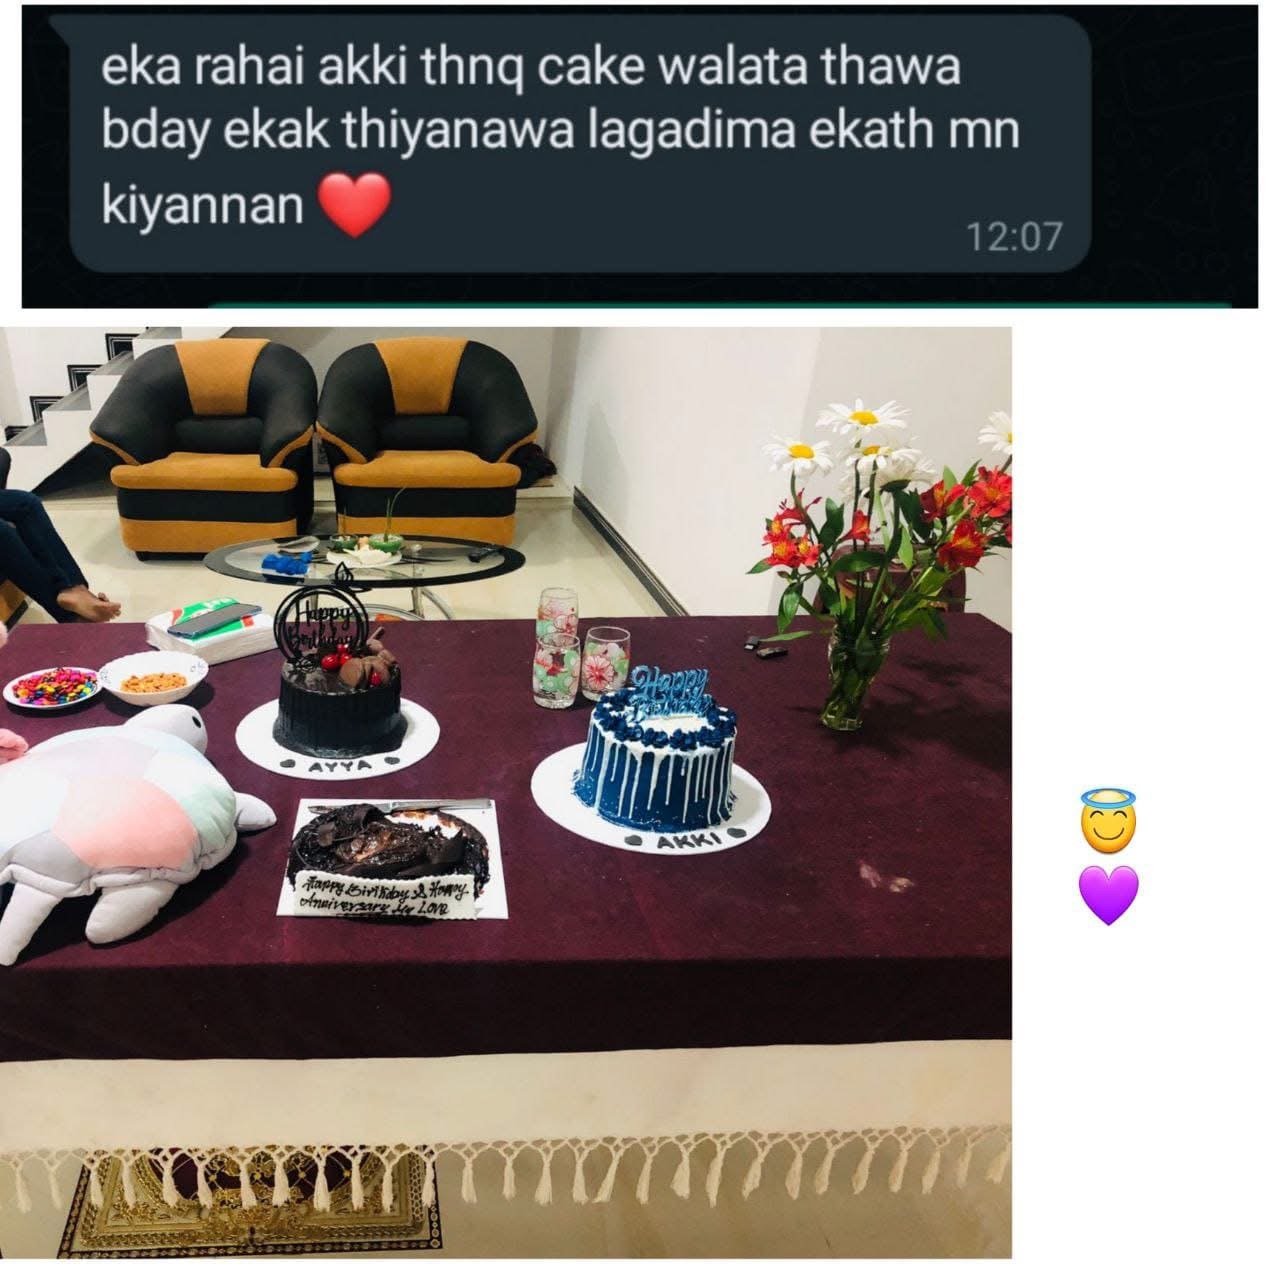 eka rahai akki thnq cake walata thawa
bday ekak thiyanawa lagadima ekath mn
kiyannan ❤️
12:07
Happy
Birthday
Happy
Birthday
AYYA
AKKI
Happy Birthday & Happy
Anniversary My LOVE